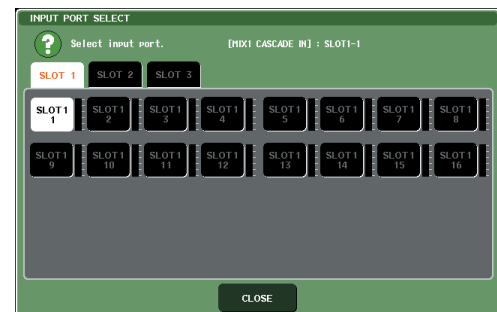 INPUT PORT SELECT
Select input port. [MIX1 CASCADE IN] : SLOT1-1
SLOT 1 SLOT 2 SLOT 3
SLOT1 SLOT1 SLOT1 SLOT1 SLOT1 SLOT1 SLOT1 SLOT1
1 2 3 4 5 6 7 8
SLOT1 SLOT1 SLOT1 SLOT1 SLOT1 SLOT1 SLOT1 SLOT1
9 10 11 12 13 14 15 16
CLOSE